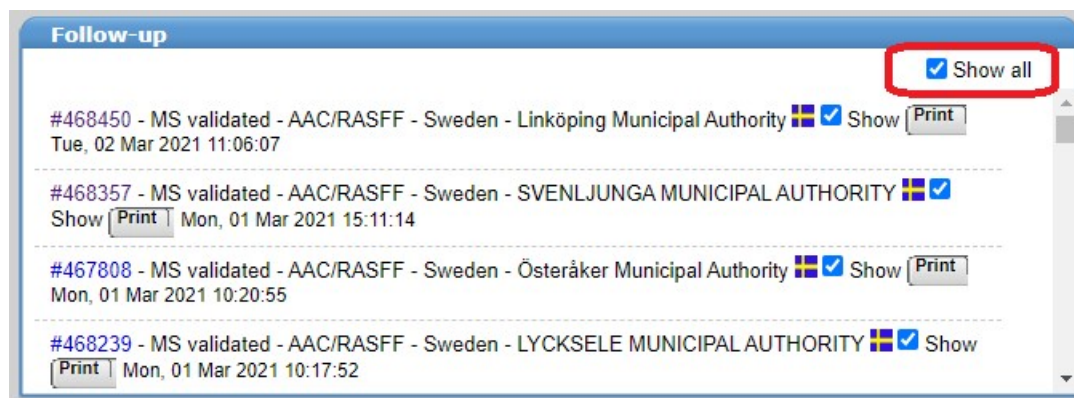 Follow-up
Show all
#468450 - MS validated - AAC/RASFF - Sweden - Linköping Municipal Authority Show Print
Tue, 02 Mar 2021 11:06:07
#468357 - MS validated - AAC/RASFF - Sweden - SVENLJUNGA MUNICIPAL AUTHORITY
Show Print Mon, 01 Mar 2021 15:11:14
#467808 - MS validated - AAC/RASFF - Sweden - Österåker Municipal Authority Show Print
Mon, 01 Mar 2021 10:20:55
#468239 - MS validated - AAC/RASFF - Sweden - LYCKSELE MUNICIPAL AUTHORITY Show
Print Mon, 01 Mar 2021 10:17:52